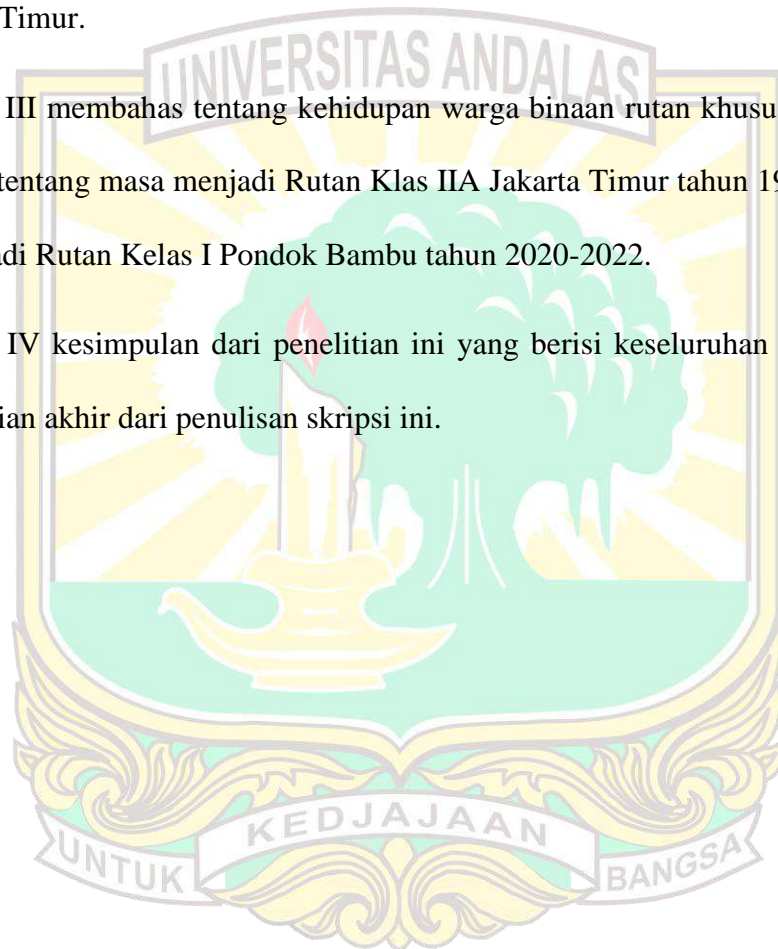 Timur.
UNIVERSITAS ANDALAS
III membahas tentang kehidupan warga binaan rutan khusu
tentang masa menjadi Rutan Klas IIA Jakarta Timur tahun 19
adi Rutan Kelas I Pondok Bambu tahun 2020-2022.
IV kesimpulan dari penelitian ini yang berisi keseluruhan
ian akhir dari penulisan skripsi ini.
UNTUK KEDJAJAAN BANGSA